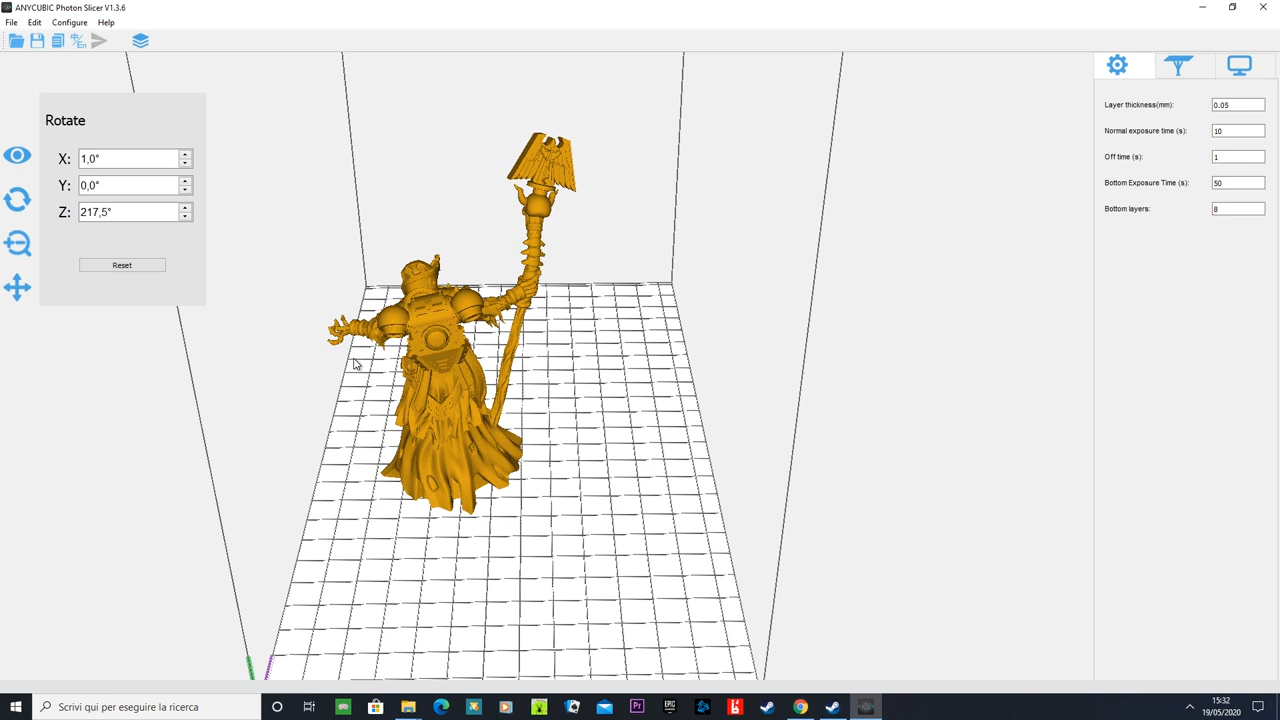 ANYCUBIC Photon Slicer V1.3.6
File Edit Configure Help
Rotate
X: 1,0°
Y: 0,0°
Z: 217,5°
Reset
Layer thickness(mm): 0.05
Normal exposure time (s): 10
Off time (s): 1
Bottom Exposure Time (s): 50
Bottom layers: 8
Scrivi qui per eseguire la ricerca
Pr
EPIC
15:32
19/05/2020